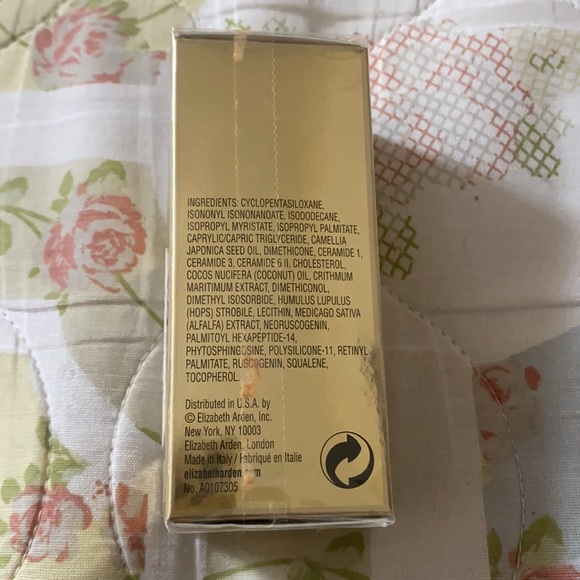 INGREDIENTS: CYCLOPENTASILOXANE,
ISONONYL ISONONANOATE, ISODODECANE,
ISOPROPYL MYRISTATE, ISOPROPYL PALMITATE,
CAPRYLIC/CAPRIC TRIGLYCERIDE, CAMELLIA
JAPONICA SEED OIL, DIMETHICONE, CERAMIDE 1,
CERAMIDE 3, CERAMIDE 6 II, CHOLESTEROL,
COCOS NUCIFERA (COCONUT) OIL, CRITHMUM
MARITIMUM EXTRACT, DIMETHICONOL,
DIMETHYL ISOSORBIDE, HUMULUS LUPULUS
(HOPS) STROBILE, LECITHIN, MEDICAGO SATIVA
(ALFALFA) EXTRACT, NEORUSCOGENIN,
PALMITOYL HEXAPEPTIDE-14,
PHYTOSPHINGOSINE, POLYSILICONE-11, RETINYL
PALMITATE, RUSCOGENIN, SQUALENE,
TOCOPHEROL.
Distributed in U.S.A. by
© Elizabeth Arden, Inc.
New York, NY 10003
Elizabeth Arden, London
Made in Italy / Fabriqué en Italie
elizabetharden.com
No. A0107305